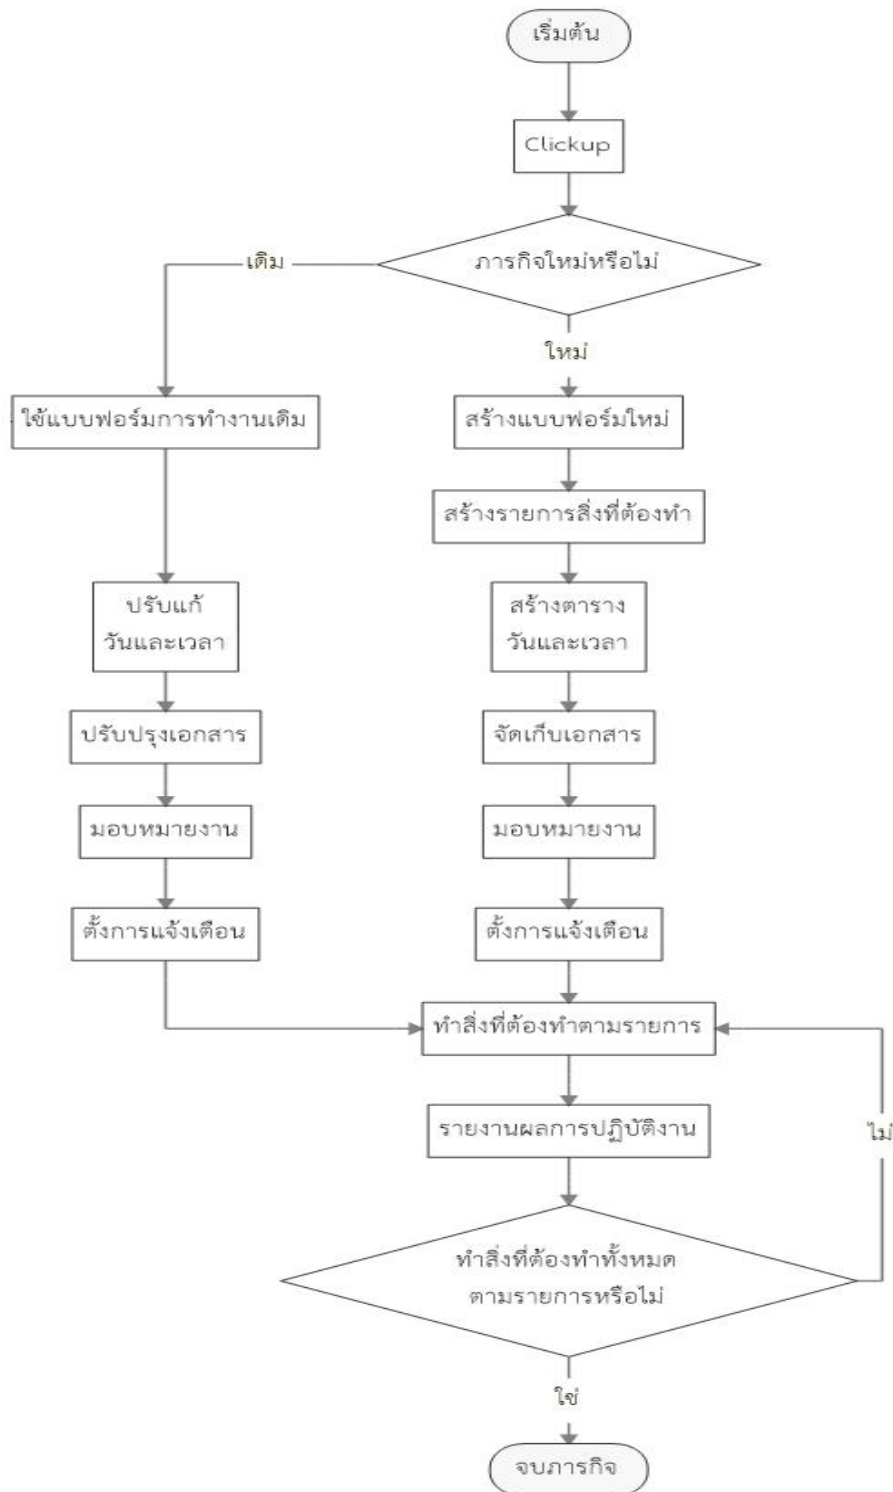 เริ่มต้น
Clickup
ภารกิจใหม่หรือไม่
เดิม
ใหม่
ใช้แบบฟอร์มการทำงานเดิม
สร้างแบบฟอร์มใหม่
สร้างรายการสิ่งที่ต้องทำ
ปรับแก้
วันและเวลา
สร้างตาราง
วันและเวลา
ปรับปรุงเอกสาร
จัดเก็บเอกสาร
มอบหมายงาน
มอบหมายงาน
ตั้งการแจ้งเตือน
ตั้งการแจ้งเตือน
ทำสิ่งที่ต้องทำตามรายการ
รายงานผลการปฏิบัติงาน
ไม่
ทำสิ่งที่ต้องทำทั้งหมด
ตามรายการหรือไม่
ใช่
จบภารกิจ